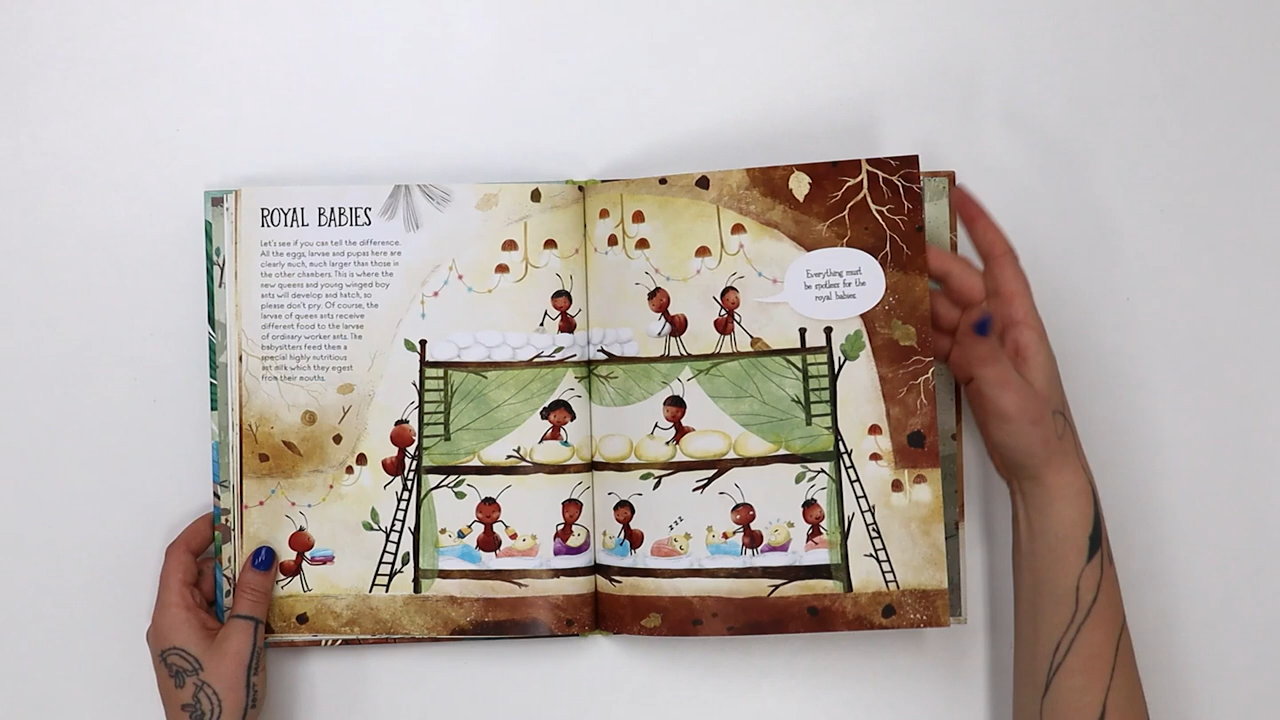 ROYAL BABIES
Let's see if you can tell the difference.
All the eggs, larvae and pupas here are
clearly much, much larger than those in
the other chambers. This is where the
new queens and young winged boy
ants will develop and hatch, so
please don't pry. Of course, the
larvae of queen ants receive
different food to the larvae
of ordinary worker ants. The
babysitters feed them a
special highly nutritious
ant milk which they egest
from their mouths.
Everything must
be spotless for the
royal babies
zzz